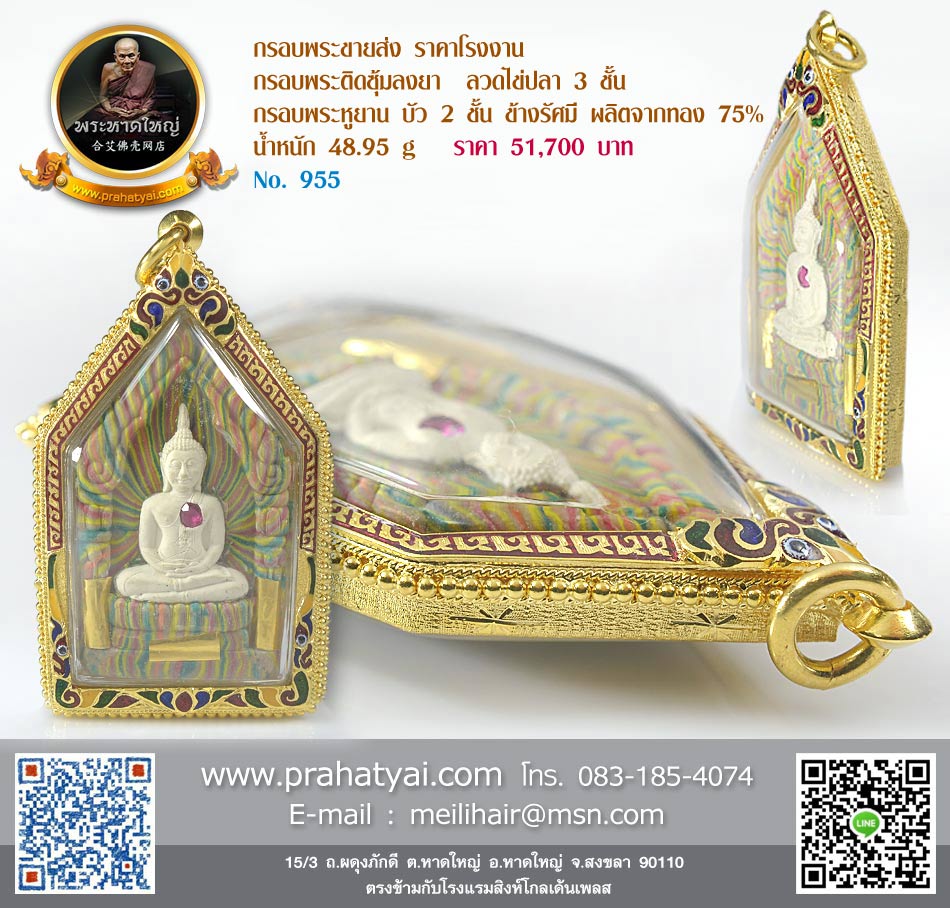 กรอบพระขายส่ง ราคาโรงงาน
กรอบพระติดซุ้มลงยา ลวดไข่ปลา 3 ชั้น
กรอบพระหูยาน บัว 2 ชั้น ข้างรัศมี ผลิตจากทอง 75%
น้ำหนัก 48.95 g ราคา 51,700 บาท
No. 955
พระหาดใหญ่
合艾佛壳网店
www.prahatyai.com
www.prahatyai.com โทร. 083-185-4074
E-mail : meilihair@msn.com
LINE
15/3 ถ.ผดุงภักดี ต.หาดใหญ่ อ.หาดใหญ่ จ.สงขลา 90110
ตรงข้ามกับโรงแรมสิงห์โกลเด้นเพลส